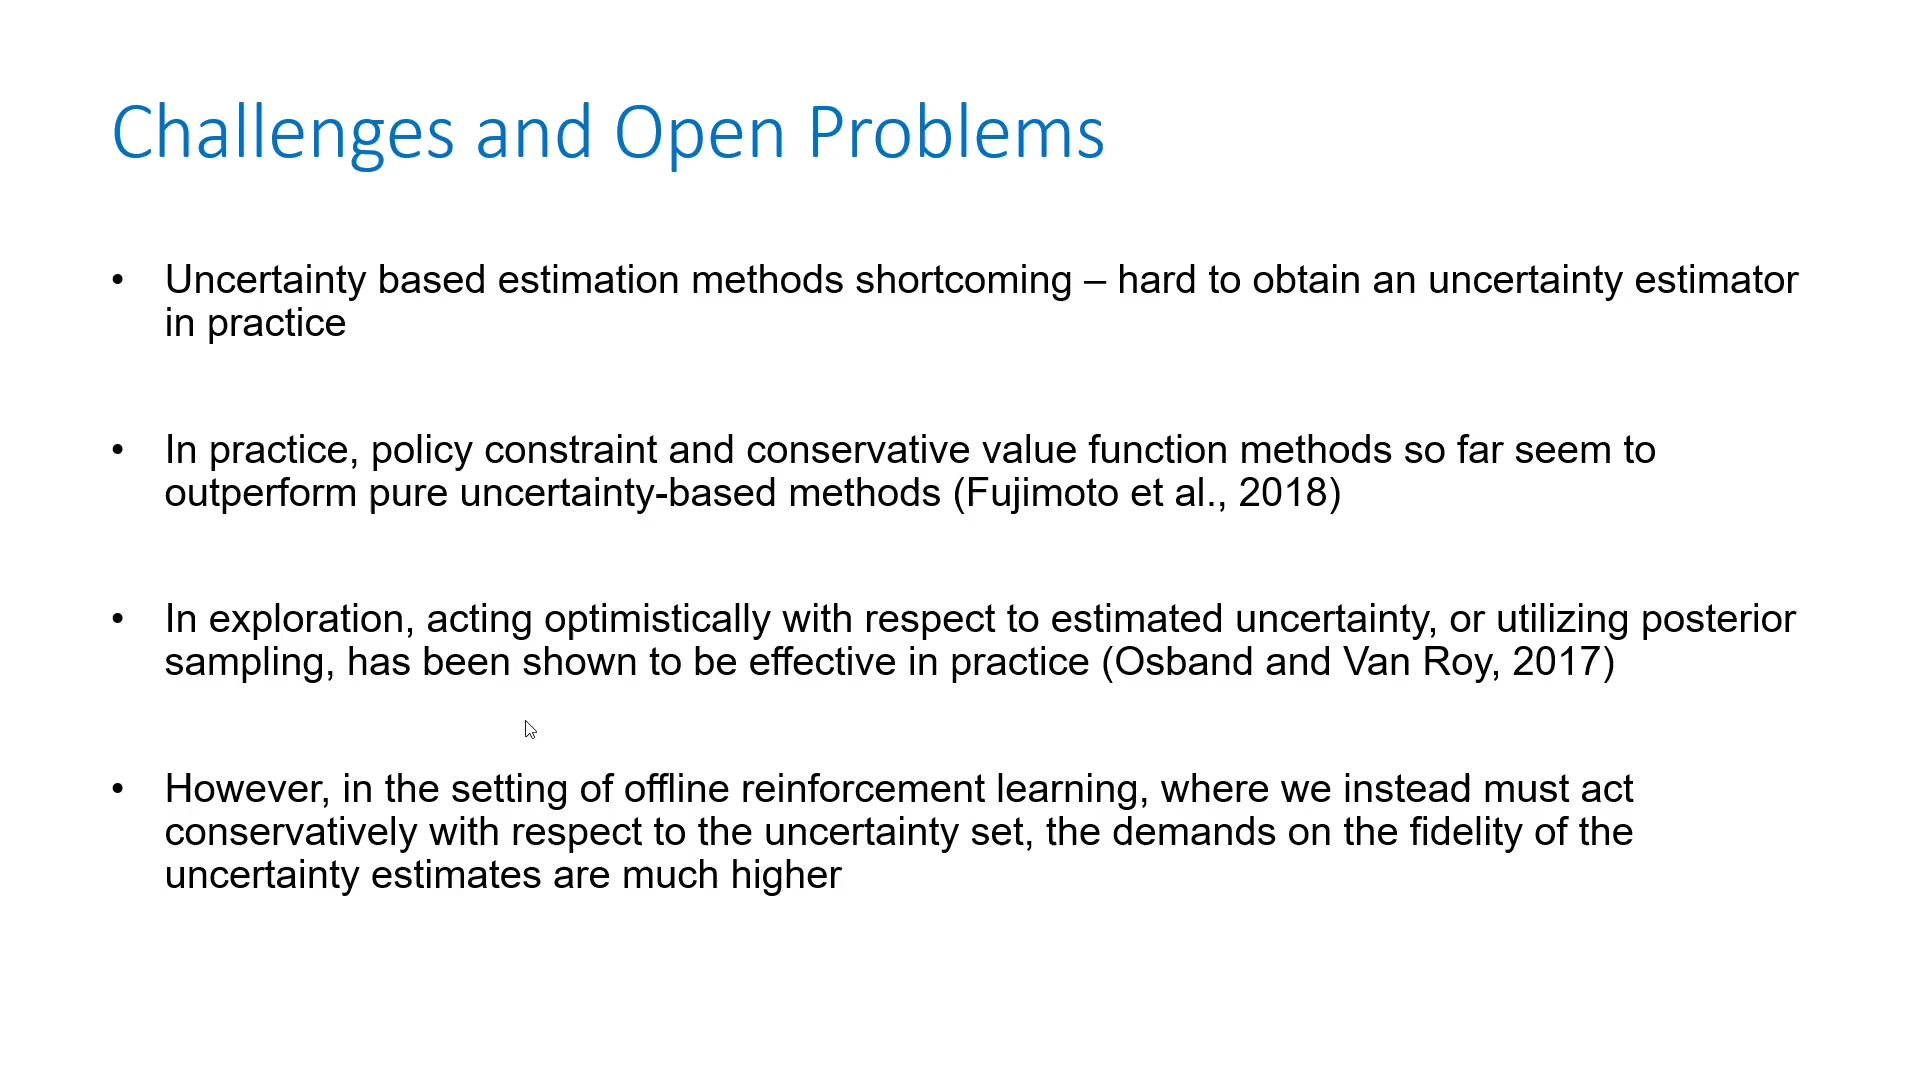 Challenges and Open Problems
• Uncertainty based estimation methods shortcoming – hard to obtain an uncertainty estimator
in practice
• In practice, policy constraint and conservative value function methods so far seem to
outperform pure uncertainty-based methods (Fujimoto et al., 2018)
• In exploration, acting optimistically with respect to estimated uncertainty, or utilizing posterior
sampling, has been shown to be effective in practice (Osband and Van Roy, 2017)
• However, in the setting of offline reinforcement learning, where we instead must act
conservatively with respect to the uncertainty set, the demands on the fidelity of the
uncertainty estimates are much higher